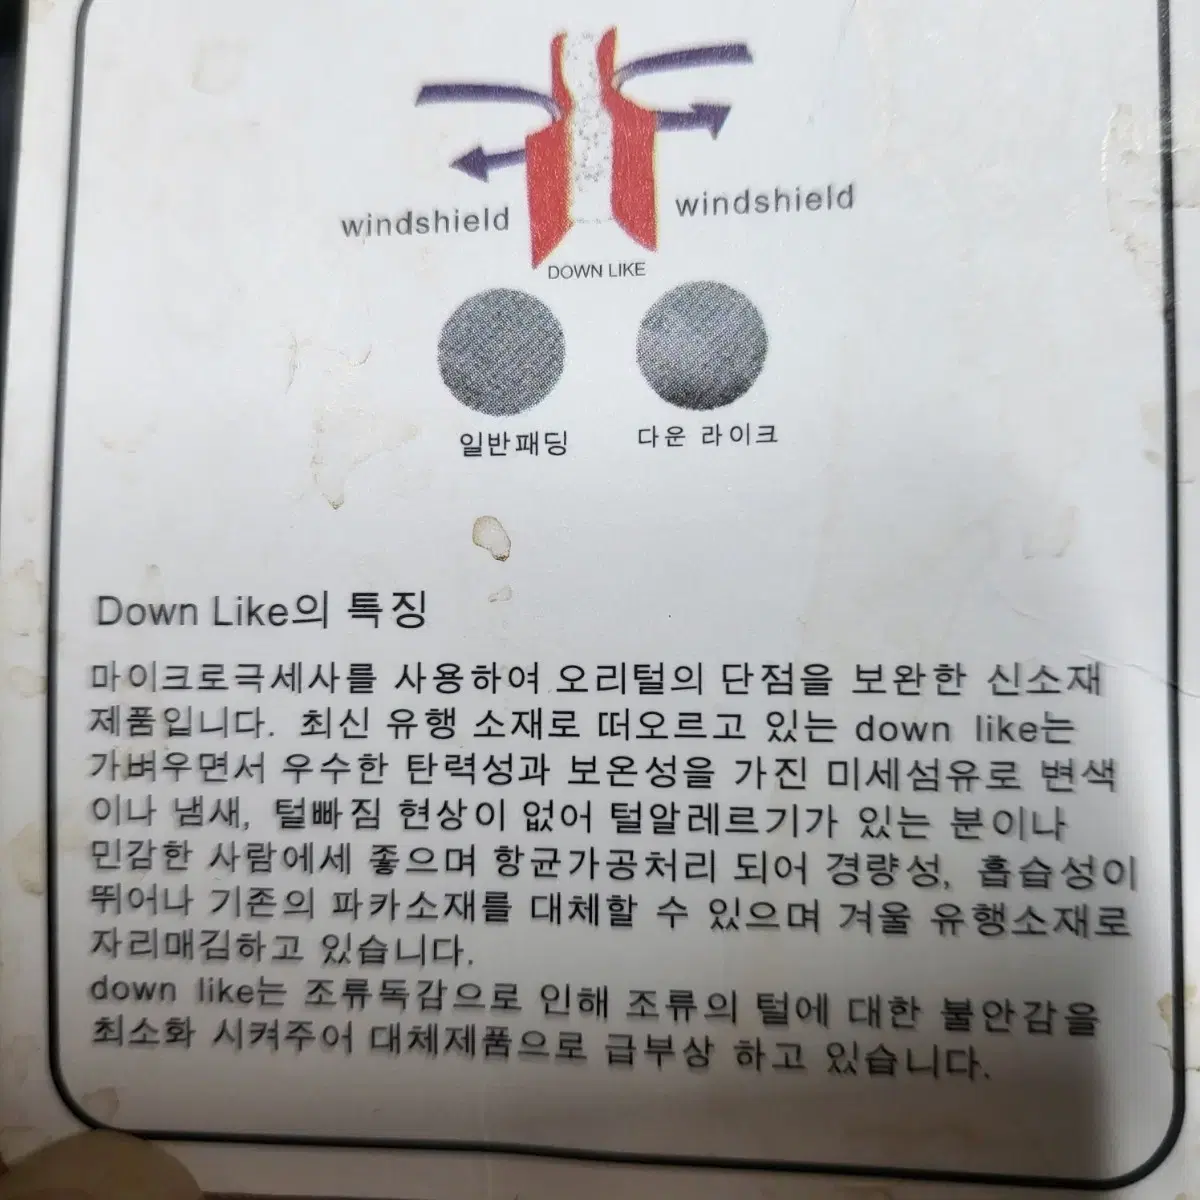 windshield
windshield
DOWN LIKE
일반패딩
다운 라이크
Down Like의 특징
마이크로극세사를 사용하여 오리털의 단점을 보완한 신소재
제품입니다. 최신 유행 소재로 떠오르고 있는 down like는
가벼우면서 우수한 탄력성과 보온성을 가진 미세섬유로 변색
이나 냄새, 털빠짐 현상이 없어 털알레르기가 있는 분이나
민감한 사람에세 좋으며 항균가공처리 되어 경량성, 흡습성이
뛰어나 기존의 파카소재를 대체할 수 있으며 겨울 유행소재로
자리매김하고 있습니다.
down like는 조류독감으로 인해 조류의 털에 대한 불안감을
최소화 시켜주어 대체제품으로 급부상 하고 있습니다.